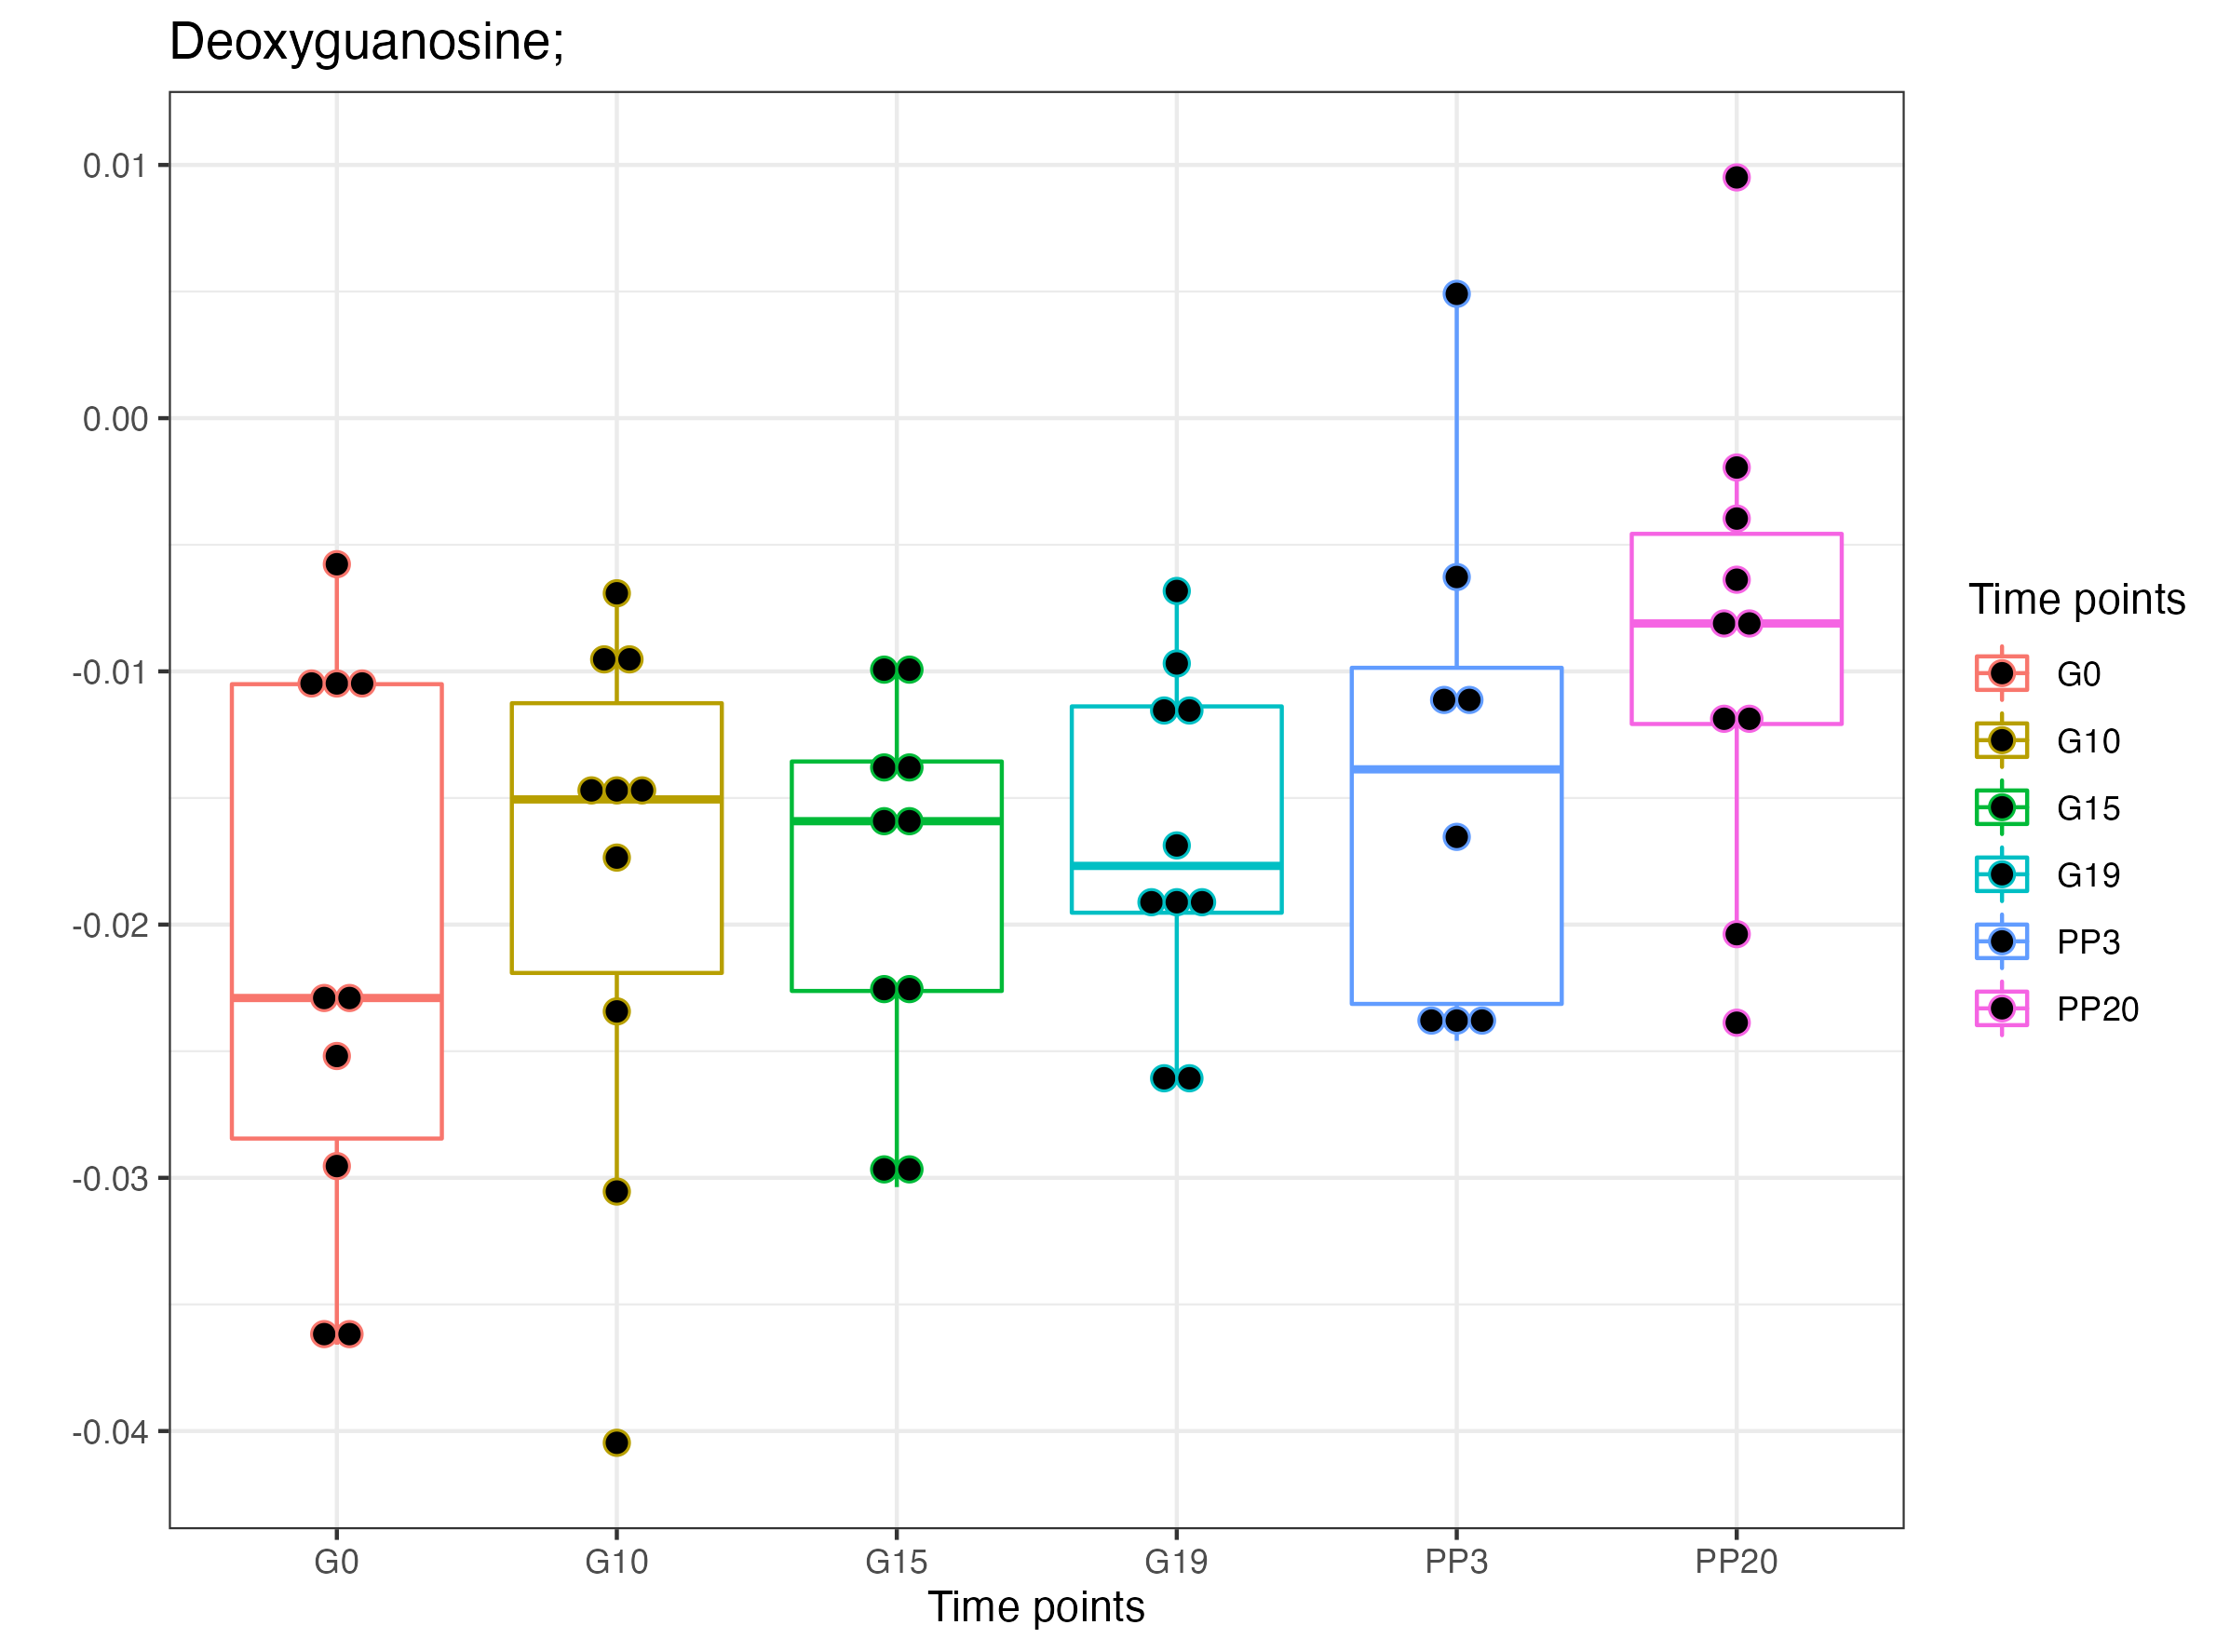 Deoxyguanosine;
0.01
0.00
-0.01
-0.02
-0.03
-0.04
G0 G10 G15 G19 PP3 PP20
Time points
Time points
G0
G10
G15
G19
PP3
PP20